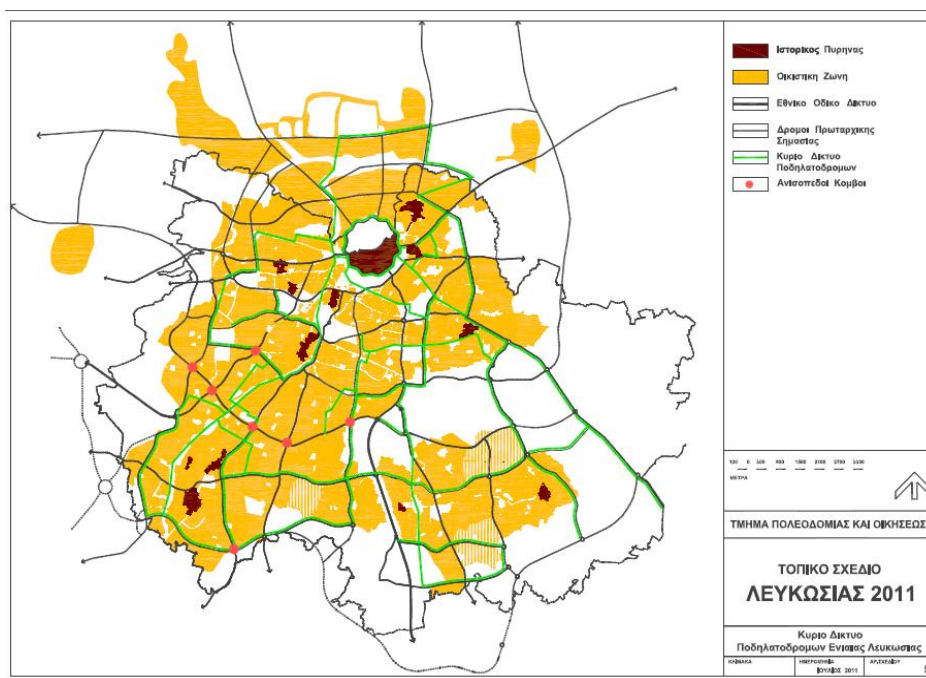 Ιστορικος Πυρηνας
Οικιστικη Ζωνη
Εθνικο Οδικο Δικτυο
Δρομοι Πρωταρχικης
Σημασιας
Κυριο Δικτυο
Ποδηλατοδρομων
Ανισοπεδοι Κομβοι
ΜΕΤΡΑ
ΤΜΗΜΑ ΠΟΛΕΟΔΟΜΙΑΣ ΚΑΙ ΟΙΚΗΣΕΩΣ
ΤΟΠΙΚΟ ΣΧΕΔΙΟ
ΛΕΥΚΩΣΙΑΣ 2011
Κυριο Δικτυο
Ποδηλατοδρομων Ενιαιας Λευκωσιας
ΚΛΙΜΑΚΑ ΗΜΕΡΟΜΗΝΙΑ ΑΡ.ΣΧΕΔΙΟΥ
ΙΟΥΛΙΟΣ 2011